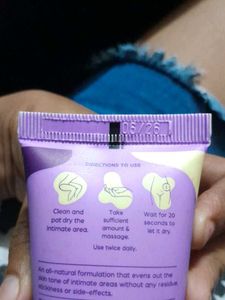 06/26
DIRECTIONS TO USE
Clean and
pat dry the
intimate area.
Take
sufficient
amount &
massage.
Wait for 20
seconds to
let it dry.
Use twice daily.
An all-natural formulation that evens out the
skin tone of intimate areas without any residue,
stickiness or side-effects.